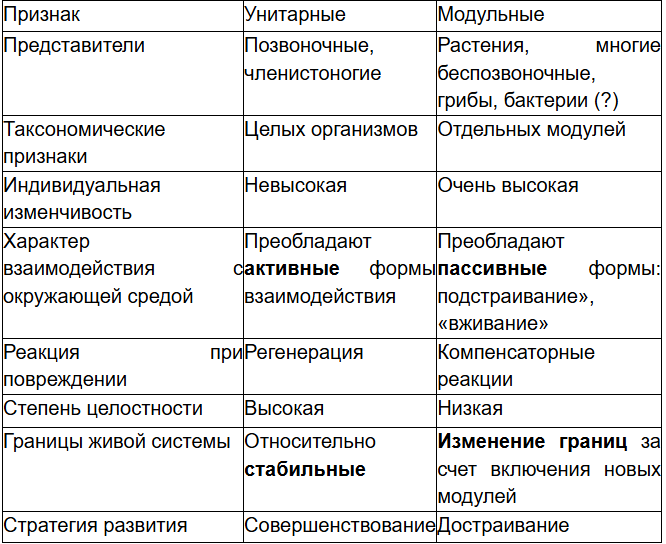 Признак Унитарные Модульные
Представители Позвоночные, Растения, многие
членистоногие беспозвоночные,
грибы, бактерии (?)
Таксономические Целых организмов Отдельных модулей
признаки
Индивидуальная Невысокая Очень высокая
изменчивость
Характер Преобладают Преобладают
взаимодействия с активные формы пассивные формы:
окружающей средой взаимодействия подстраивание»,
«вживание»
Реакция при Регенерация Компенсаторные
повреждении реакции
Степень целостности Высокая Низкая
Границы живой системы Относительно Изменение границ за
стабильные счет включения новых
модулей
Стратегия развития Совершенствование Достраивание